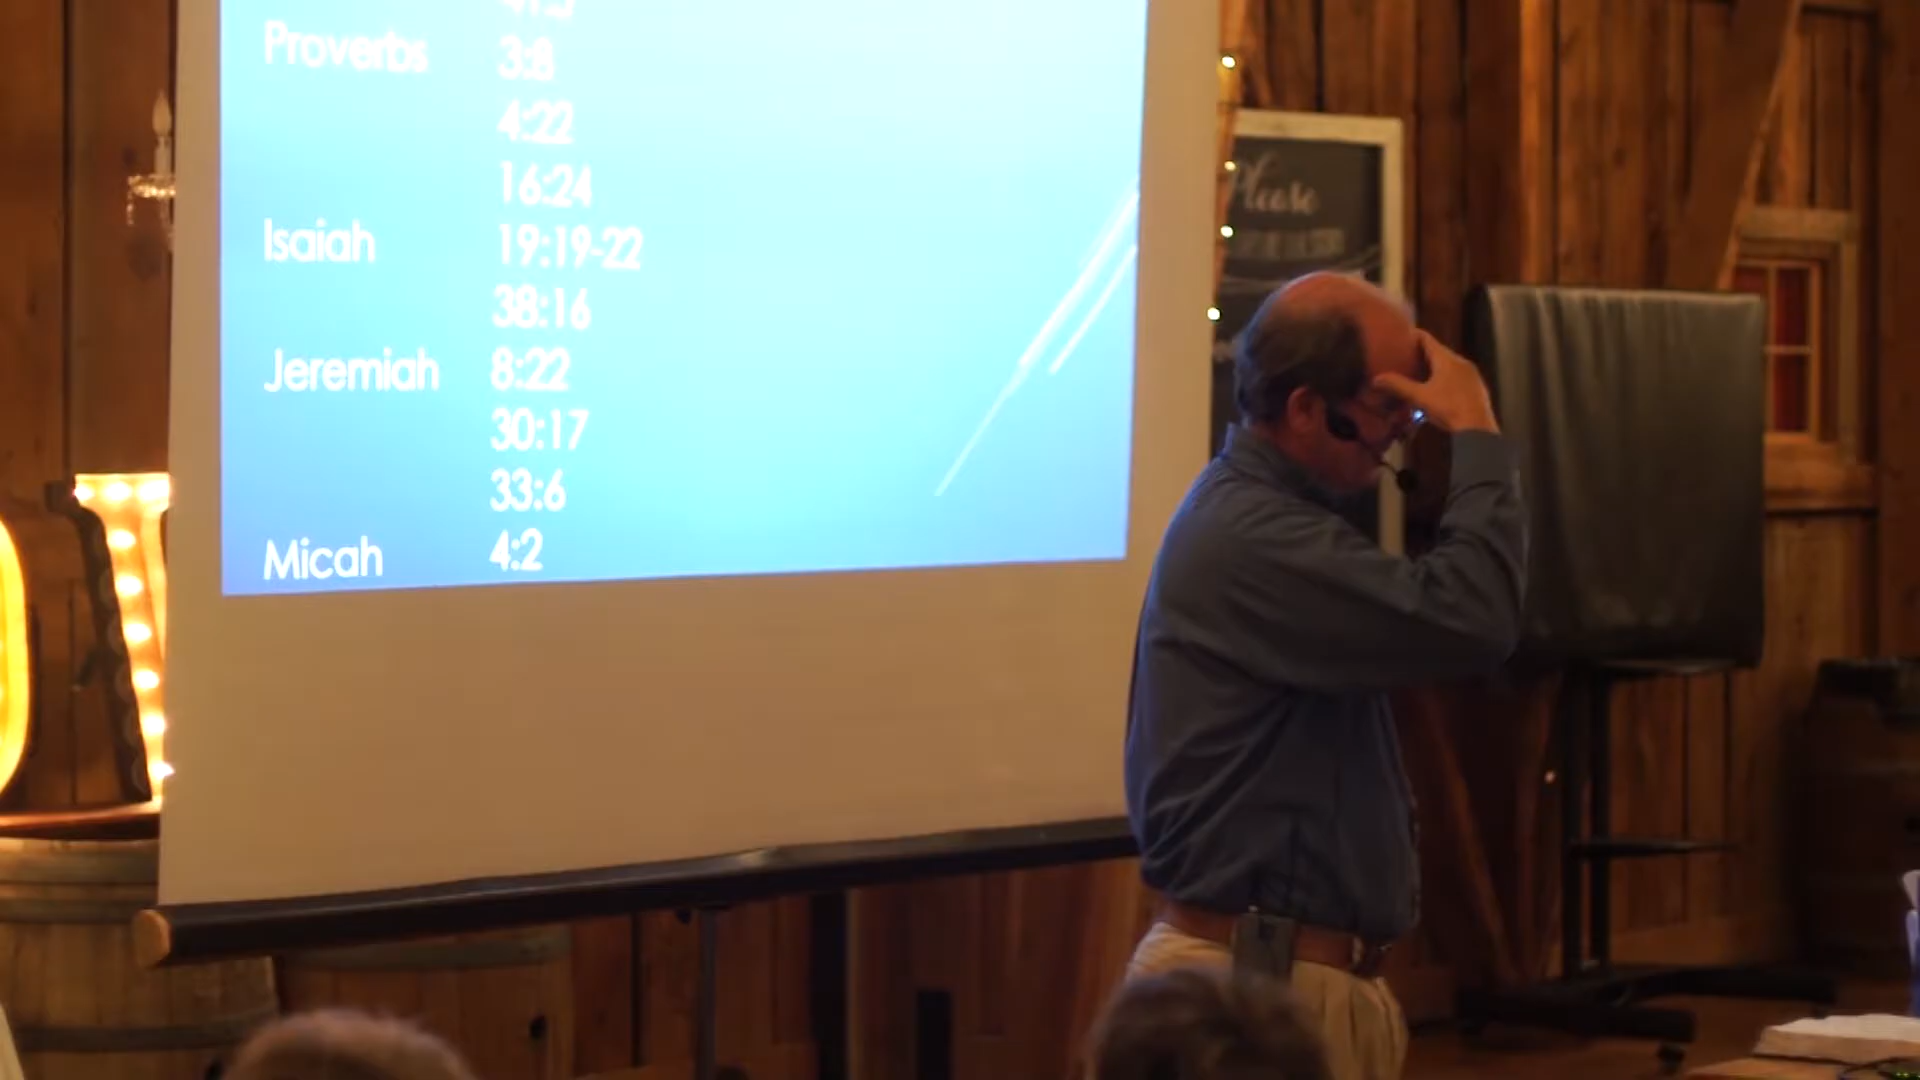 Proverbs 3:8
4:22
16:24
Isaiah 19:19-22
38:16
Jeremiah 8:22
30:17
33:6
Micah 4:2
Please